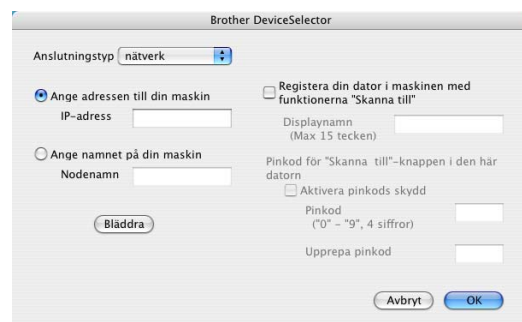 Brother DeviceSelector
Anslutningstyp nätverk
Ange adressen till din maskin
IP-adress
Ange namnet på din maskin
Nodenamn
Bläddra
Registera din dator i maskinen med
funktionerna "Skanna till"
Displaynamn
(Max 15 tecken)
Pinkod för "Skanna till"-knappen i den här
datorn
Aktivera pinkods skydd
Pinkod
("0" - "9", 4 siffror)
Upprepa pinkod
Avbryt OK